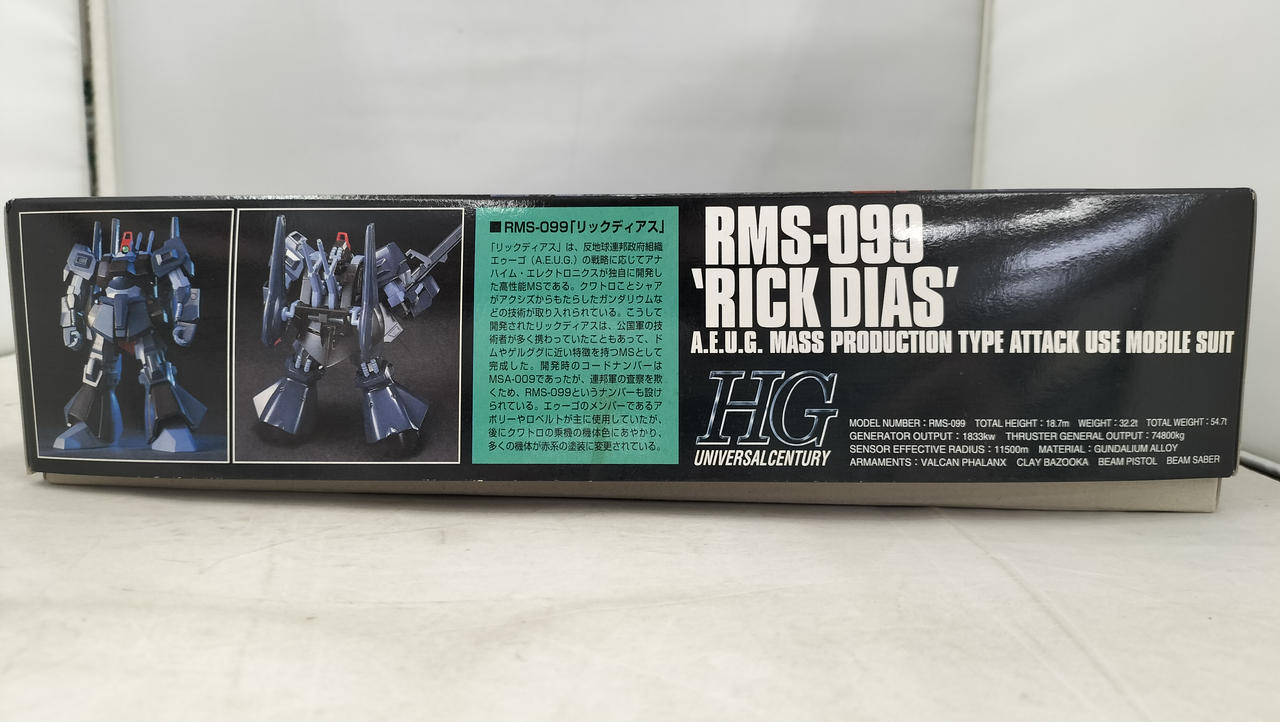 ■RMS-099「リックディアス」
「リックディアス」は、反地球連邦政府組織
エゥーゴ（A.E.U.G.）の戦略に応じてアナ
ハイム・エレクトロニクスが独自に開発し
た高性能MSである。クワトロことシャア
がアクシズからもたらしたガンダリウムな
どの技術が取り入れられている。こうして
開発されたリックディアスは、公国軍の技
術者が多く携わっていたこともあって、ド
ムやゲルググに近い特徴を持つMSとして
完成した。開発時のコードナンバーは
MSA-009であったが、連邦軍の査察を欺
くため、RMS-099というナンバーも設け
られている。エゥーゴのメンバーであるア
ポリーやロベルトが主に使用していたが、
後にクワトロの乗機の機体色にあやかり、
多くの機体が赤系の塗装に変更されている。
RMS-099
'RICK DIAS'
A.E.U.G. MASS PRODUCTION TYPE ATTACK USE MOBILE SUIT
HG
UNIVERSAL CENTURY
MODEL NUMBER : RMS-099 TOTAL HEIGHT : 18.7m WEIGHT : 32.2t TOTAL WEIGHT : 54.7t
GENERATOR OUTPUT : 1833kw THRUSTER GENERAL OUTPUT : 74800kg
SENSOR EFFECTIVE RADIUS : 11500m MATERIAL : GUNDALIUM ALLOY
ARMAMENTS : VALCAN PHALANX CLAY BAZOOKA BEAM PISTOL BEAM SABER